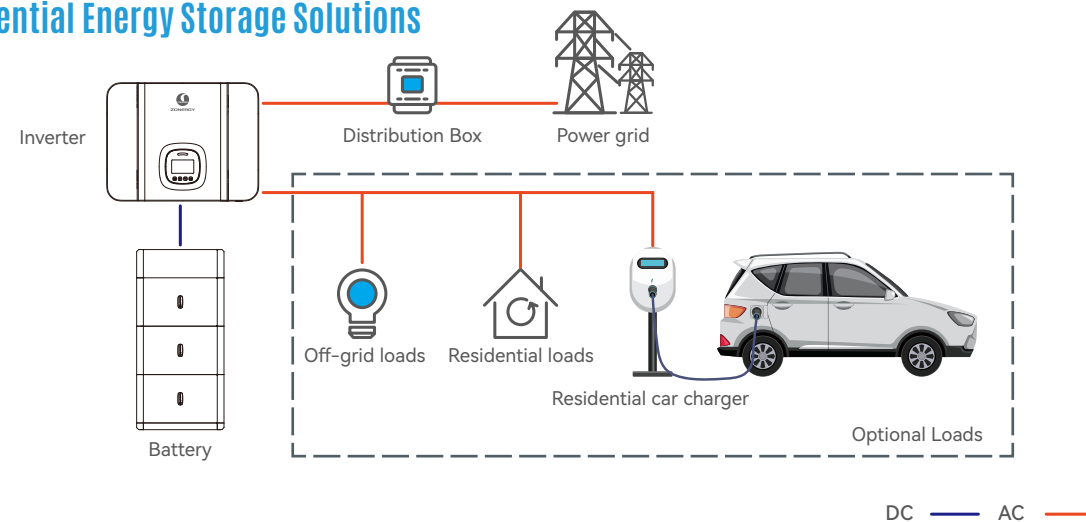 ential Energy Storage Solutions
ZONERGY
Inverter
Distribution Box
Power grid
Off-grid loads
Residential loads
Residential car charger
Battery
Optional Loads
DC
AC